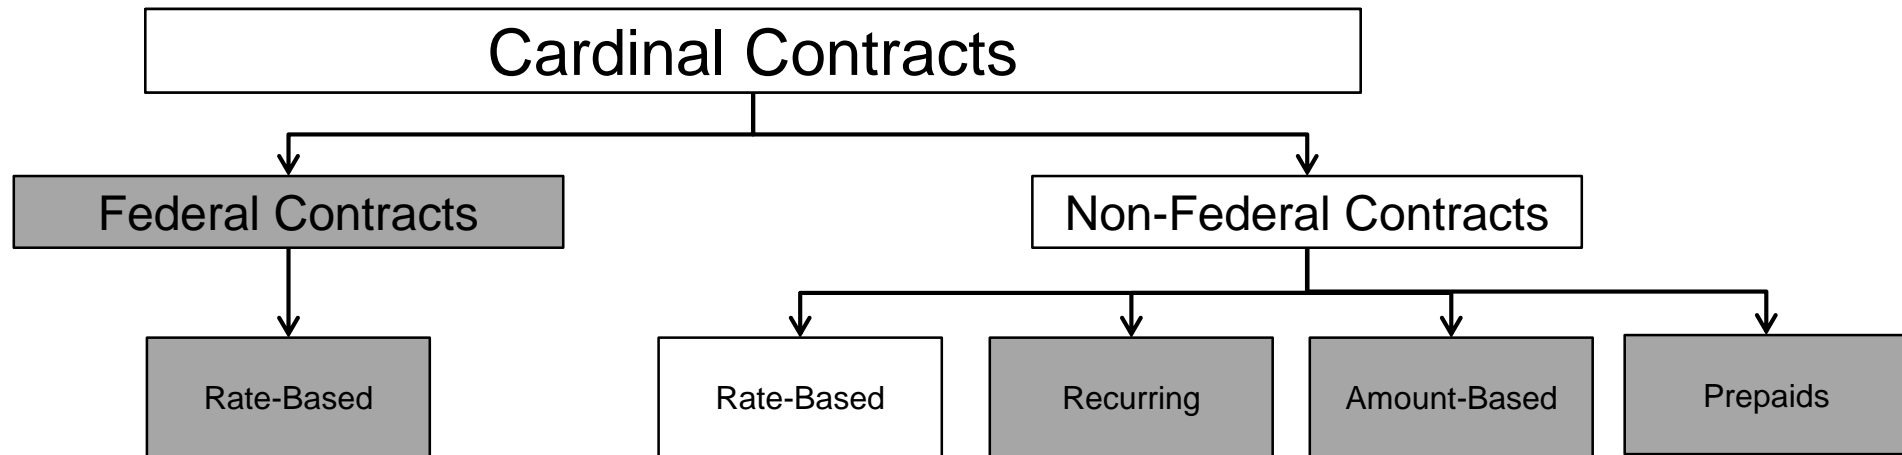 Cardinal Contracts
Federal Contracts
Non-Federal Contracts
Rate-Based
Rate-Based
Recurring
Amount-Based
Prepaids